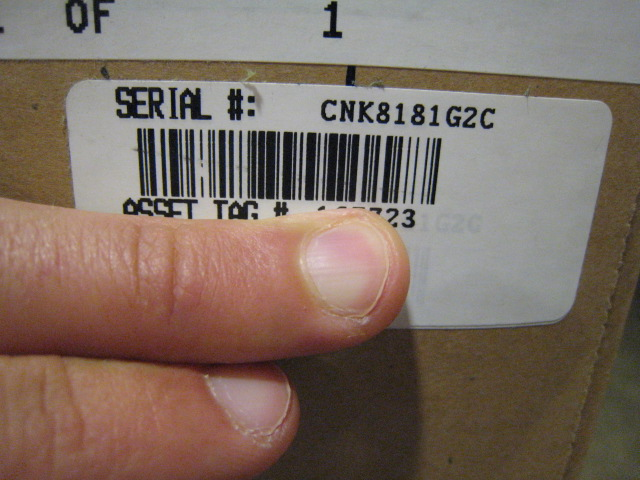 OF 1
SERIAL #: CNK8181G2C
ASSET TAG #